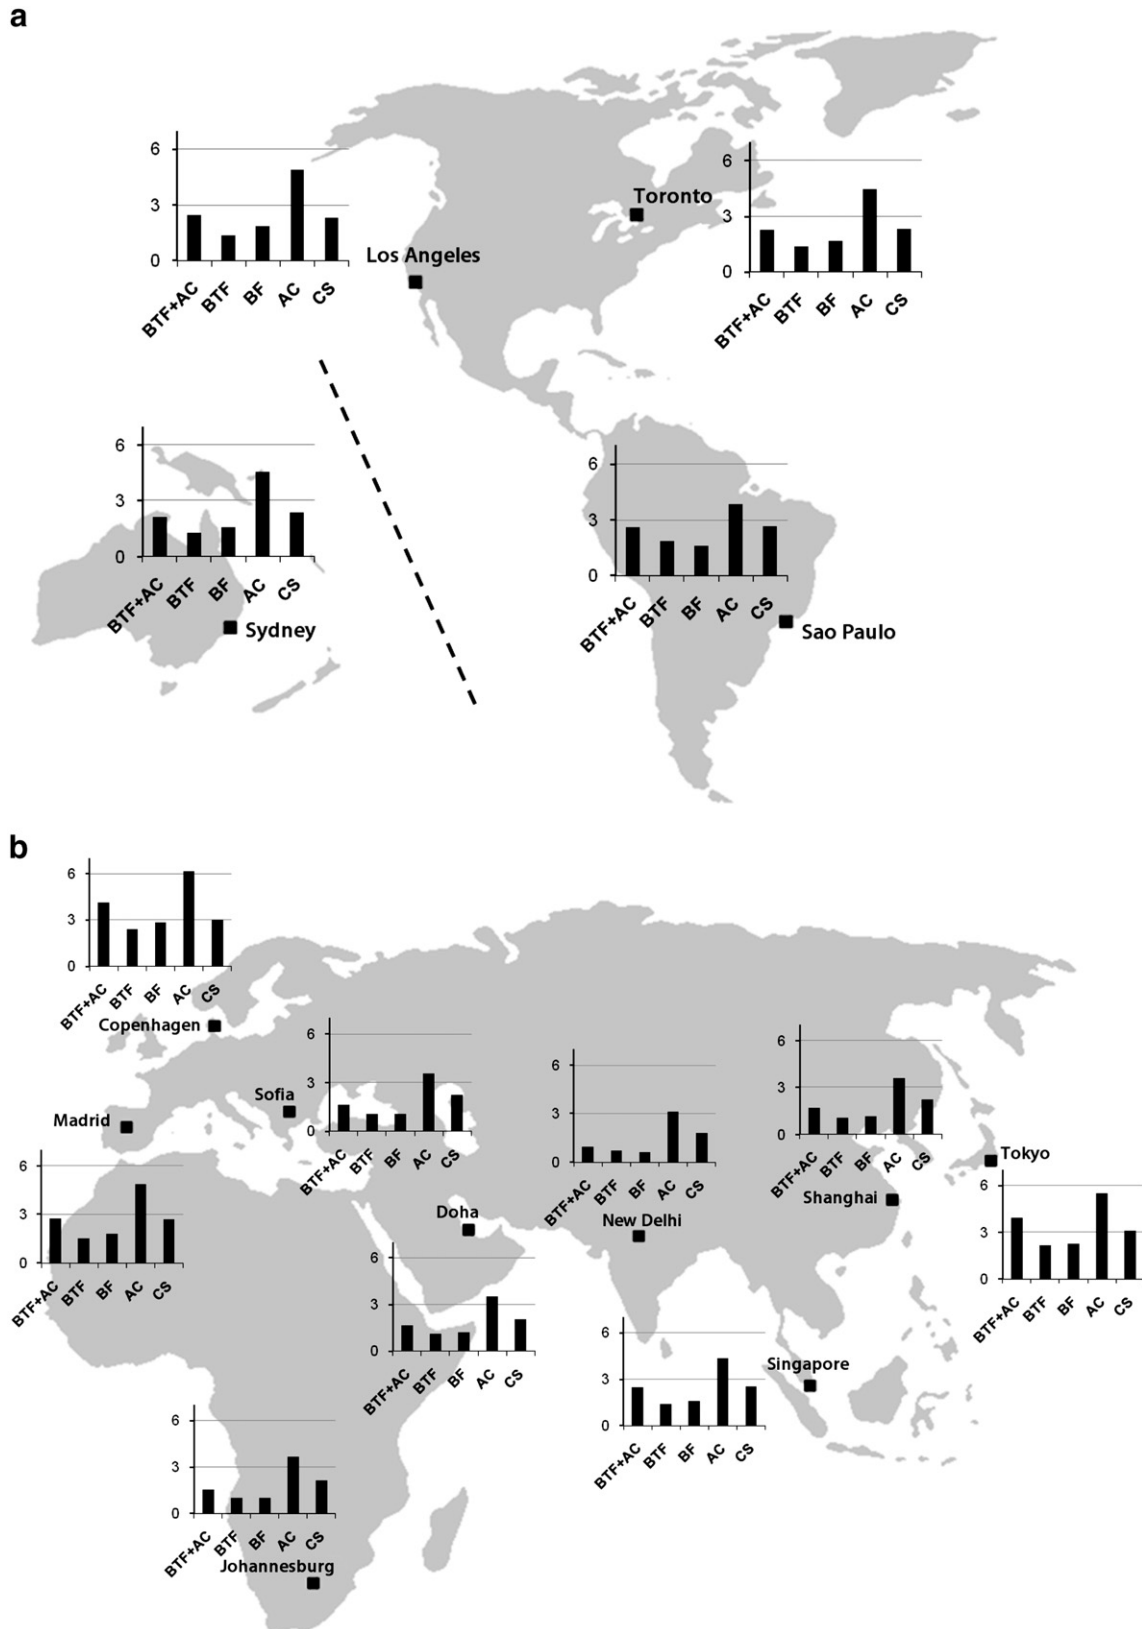 a
6
3
0
BTF+AC
BTF
BF
AC
CS
Los Angeles
Toronto
6
3
0
BTF+AC
BTF
BF
AC
CS
6
3
0
BTF+AC
BTF
BF
AC
CS
Sydney
6
3
0
BTF+AC
BTF
BF
AC
CS
Sao Paulo
b
6
3
0
BTF+AC
BTF
BF
AC
CS
Copenhagen
Sofia
6
3
0
BTF+AC
BTF
BF
AC
CS
Madrid
6
3
0
BTF+AC
BTF
BF
AC
CS
6
3
0
BTF+AC
BTF
BF
AC
CS
New Delhi
6
3
0
BTF+AC
BTF
BF
AC
CS
Shanghai
Tokyo
6
3
0
BTF+AC
BTF
BF
AC
CS
Doha
6
3
0
BTF+AC
BTF
BF
AC
CS
Singapore
6
3
0
BTF+AC
BTF
BF
AC
CS
6
3
0
BTF+AC
BTF
BF
AC
CS
Johannesburg